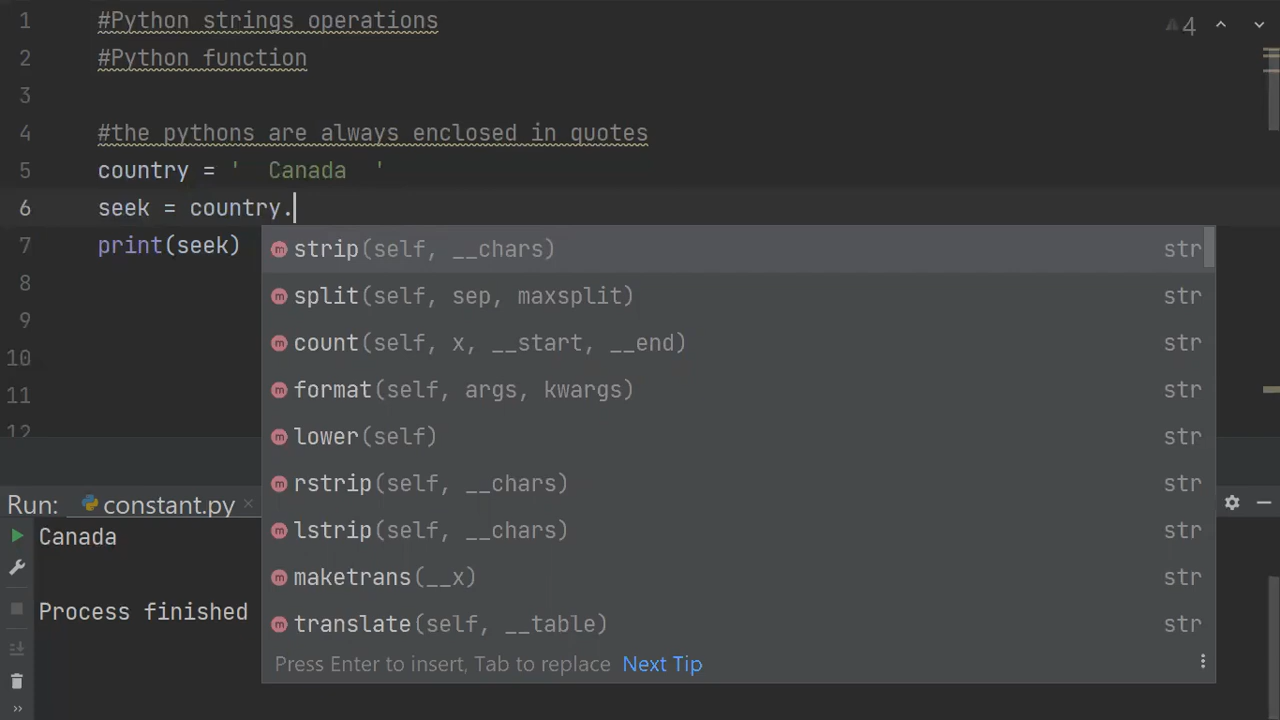 1 #Python strings operations
2 #Python function
3
4 #the pythons are always enclosed in quotes
5 country = '  Canada  '
6 seek = country.
7 print(seek)
8
9
10
11
12
4
strip(self, __chars) str
split(self, sep, maxsplit) str
count(self, x, __start, __end) str
format(self, args, kwargs) str
lower(self) str
rstrip(self, __chars) str
lstrip(self, __chars) str
maketrans(__x) str
translate(self, __table) str
Press Enter to insert, Tab to replace Next Tip
Run: constant.py
Canada
Process finished